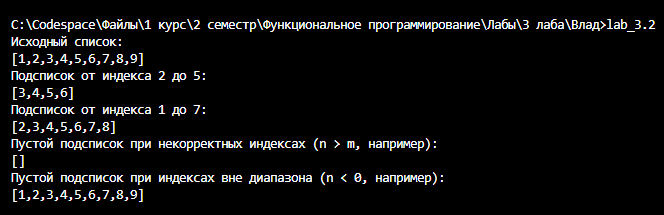 C:\Codespace\Файлы\1 курс\2 семестр\Функциональное программирование\Лабы\3 лаба\Влад>lab_3.2
Исходный список:
[1,2,3,4,5,6,7,8,9]
Подсписок от индекса 2 до 5:
[3,4,5,6]
Подсписок от индекса 1 до 7:
[2,3,4,5,6,7,8]
Пустой подсписок при некорректных индексах (n > m, например):
[]
Пустой подсписок при индексах вне диапазона (n < 0, например):
[1,2,3,4,5,6,7,8,9]